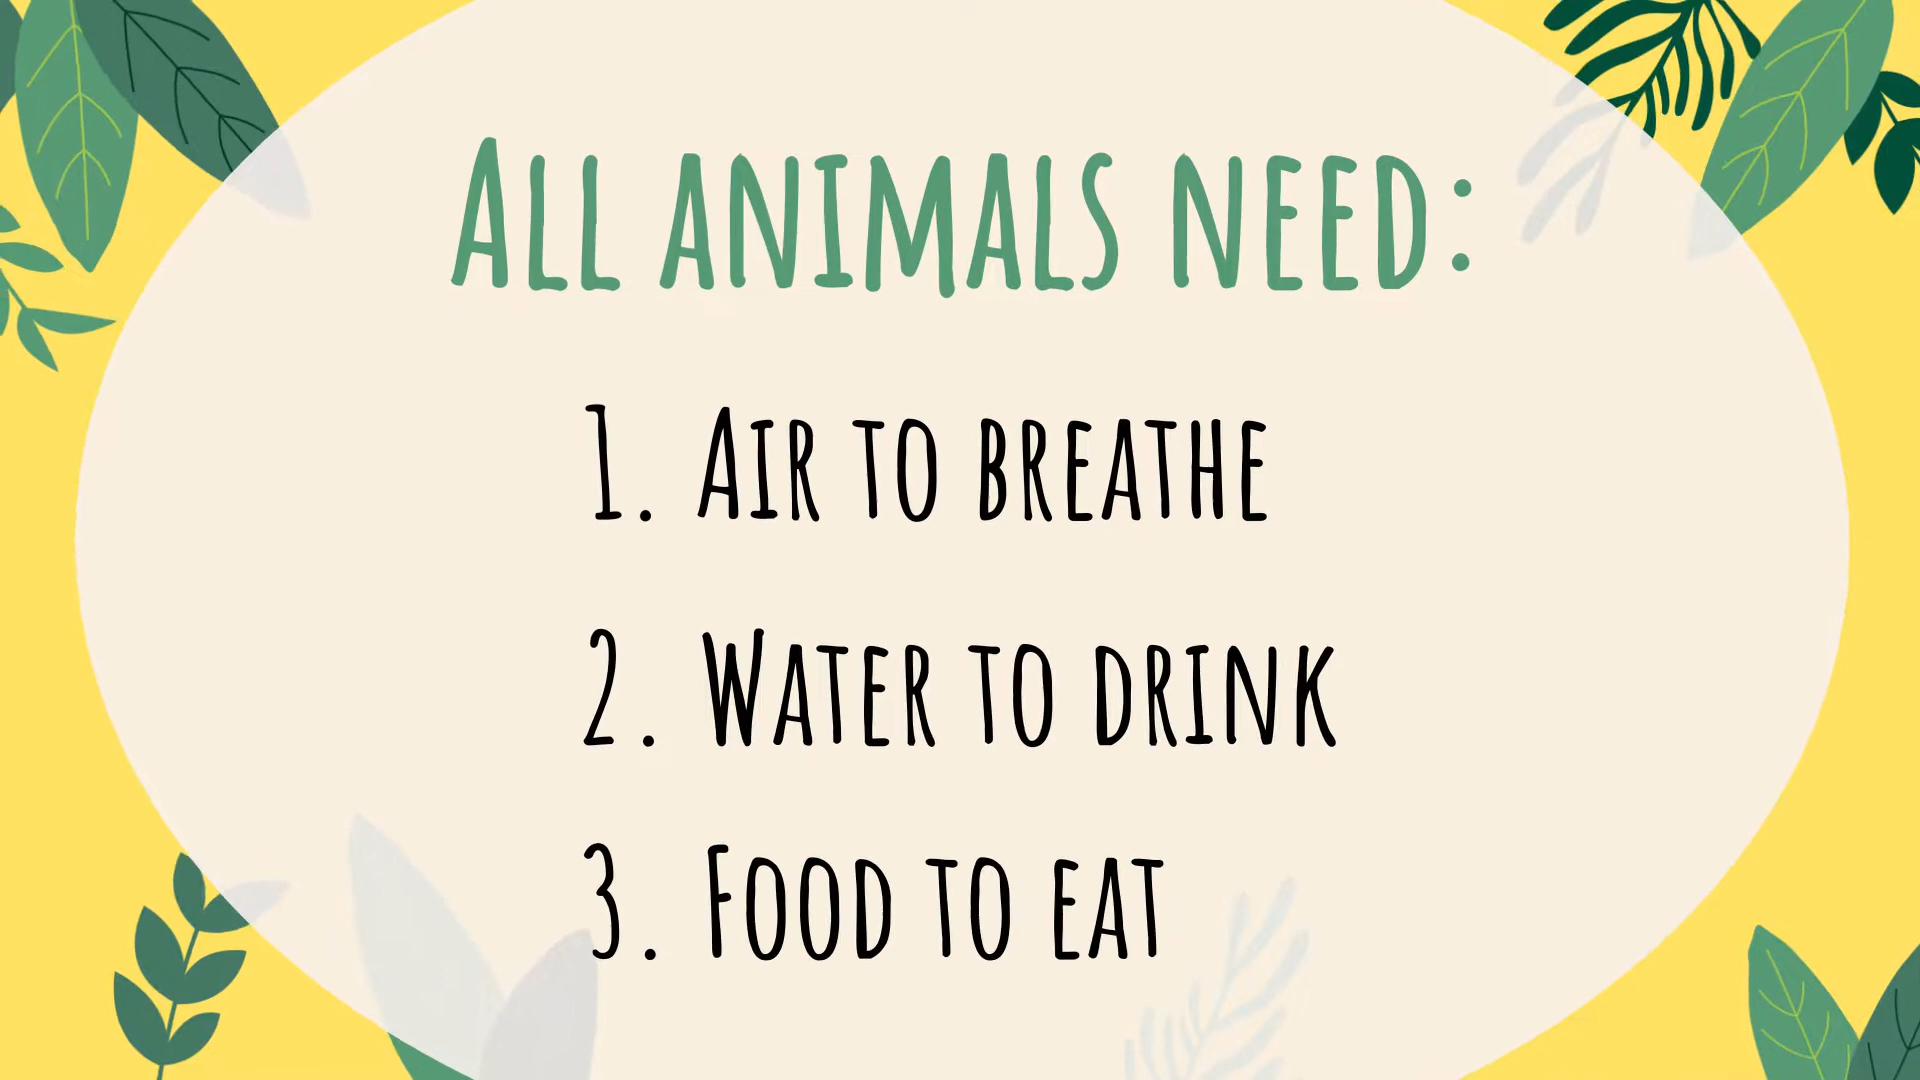 All animals need:
1. Air to breathe
2. Water to drink
3. Food to eat